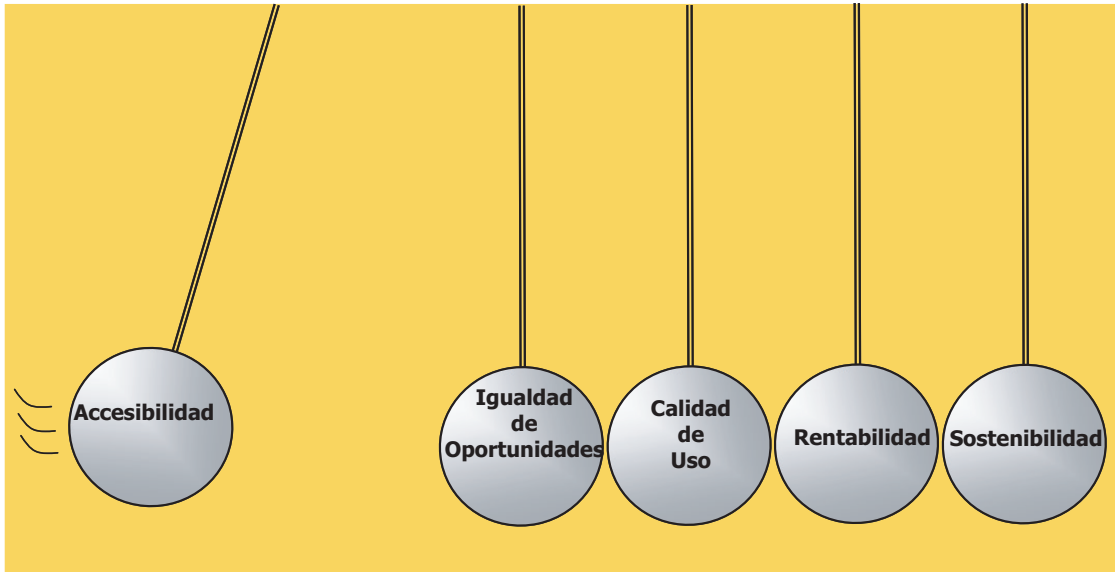 Accesibilidad
Igualdad
de
Oportunidades
Calidad
de
Uso
Rentabilidad
Sostenibilidad